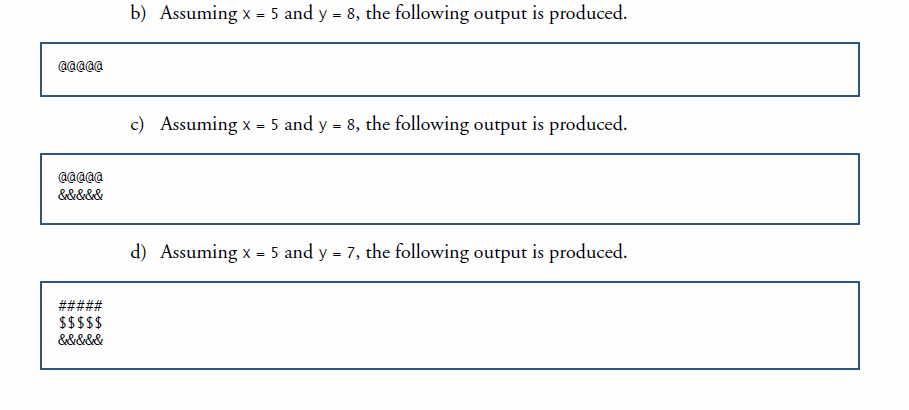 b) Assuming x = 5 and y = 8, the following output is produced.
@@@@@
c) Assuming x = 5 and y = 8, the following output is produced.
@@@@@
&&&&&
d) Assuming x = 5 and y = 7, the following output is produced.
#####
$$$$$
&&&&&